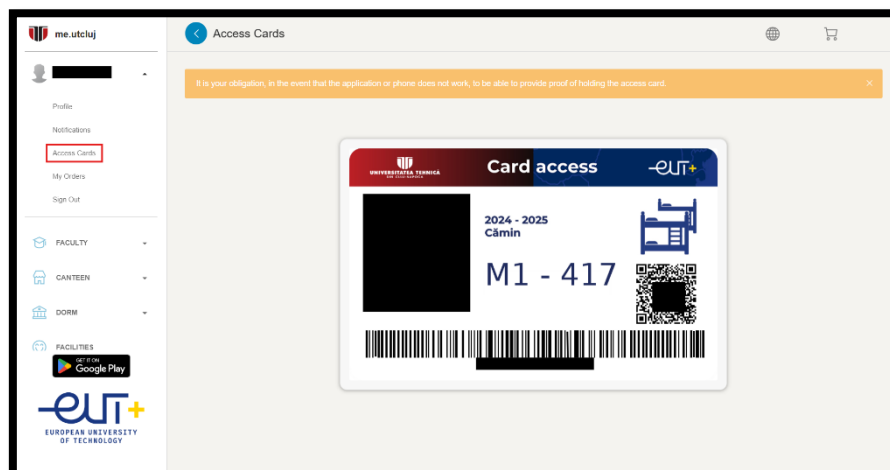 me.utcluj
Access Cards
It is your obligation, in the event that the application or phone does not work, to be able to provide proof of holding the access card.
Profile
Notifications
Access Cards
My Orders
Sign Out
FACULTY
CANTEEN
DORM
FACILITIES
GET IT ON
Google Play
eut+
EUROPEAN UNIVERSITY
OF TECHNOLOGY
UNIVERSITATEA TEHNICĂ
DIN CLUJ-NAPOCA
Card access
eut+
2024 - 2025
Cămin
M1 - 417